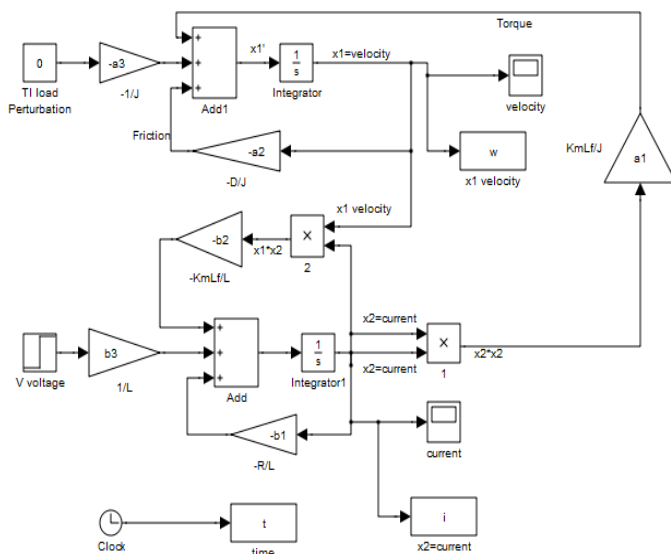 Torque
x1'
x1=velocity
0
-a3
+
+
+
1
s
TI load
Perturbation
-1/J
Add1
Integrator
velocity
Friction
-a2
w
KmLf/J
a1
-D/J
x1 velocity
x1 velocity
-b2
x1*x2
×
2
-KmLf/L
x2=current
V voltage
b3
1/L
+
+
+
Add
1
s
Integrator1
x2=current
×
1
x2*x2
-b1
-R/L
current
Clock
t
time
i
x2=current